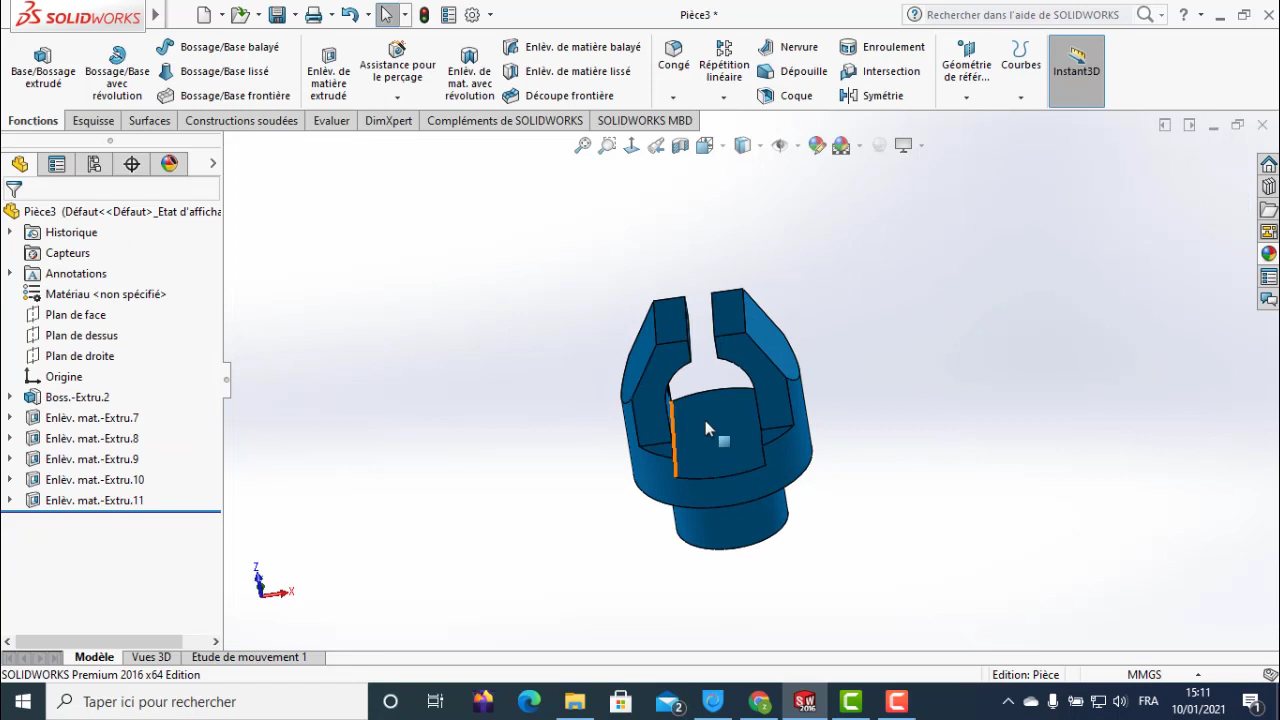 SOLIDWORKS
Pièce3 *
Rechercher dans l'aide de SOLIDWORKS
?
Base/Bossage extrudé
Bossage/Base avec révolution
Bossage/Base balayé
Bossage/Base lissé
Bossage/Base frontière
Enlèv. de matière extrudé
Assistance pour le perçage
Enlèv. de mat. avec révolution
Enlèv. de matière balayé
Enlèv. de matière lissé
Découpe frontière
Congé
Répétition linéaire
Nervure
Dépouille
Coque
Enroulement
Intersection
Symétrie
Géométrie de référ...
Courbes
Instant3D
Fonctions
Esquisse
Surfaces
Constructions soudées
Evaluer
DimXpert
Compléments de SOLIDWORKS
SOLIDWORKS MBD
Pièce3 (Défaut<<Défaut>_Etat d'afficha
Historique
Capteurs
Annotations
Matériau <non spécifié>
Plan de face
Plan de dessus
Plan de droite
Origine
Boss.-Extru.2
Enlèv. mat.-Extru.7
Enlèv. mat.-Extru.8
Enlèv. mat.-Extru.9
Enlèv. mat.-Extru.10
Enlèv. mat.-Extru.11
Z
X
Modèle
Vues 3D
Etude de mouvement 1
SOLIDWORKS Premium 2016 x64 Edition
Edition: Pièce
MMGS
Taper ici pour rechercher
2
SW
2016
FRA
15:11
10/01/2021
1